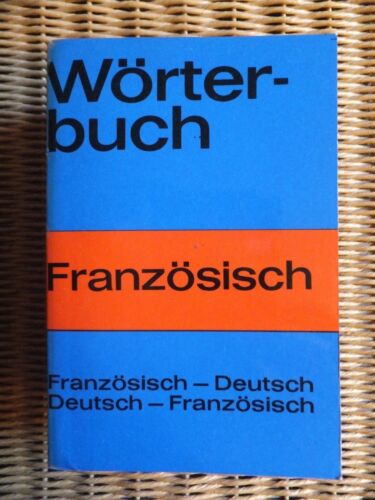 Wörter-
buch
Französisch
Französisch – Deutsch
Deutsch – Französisch